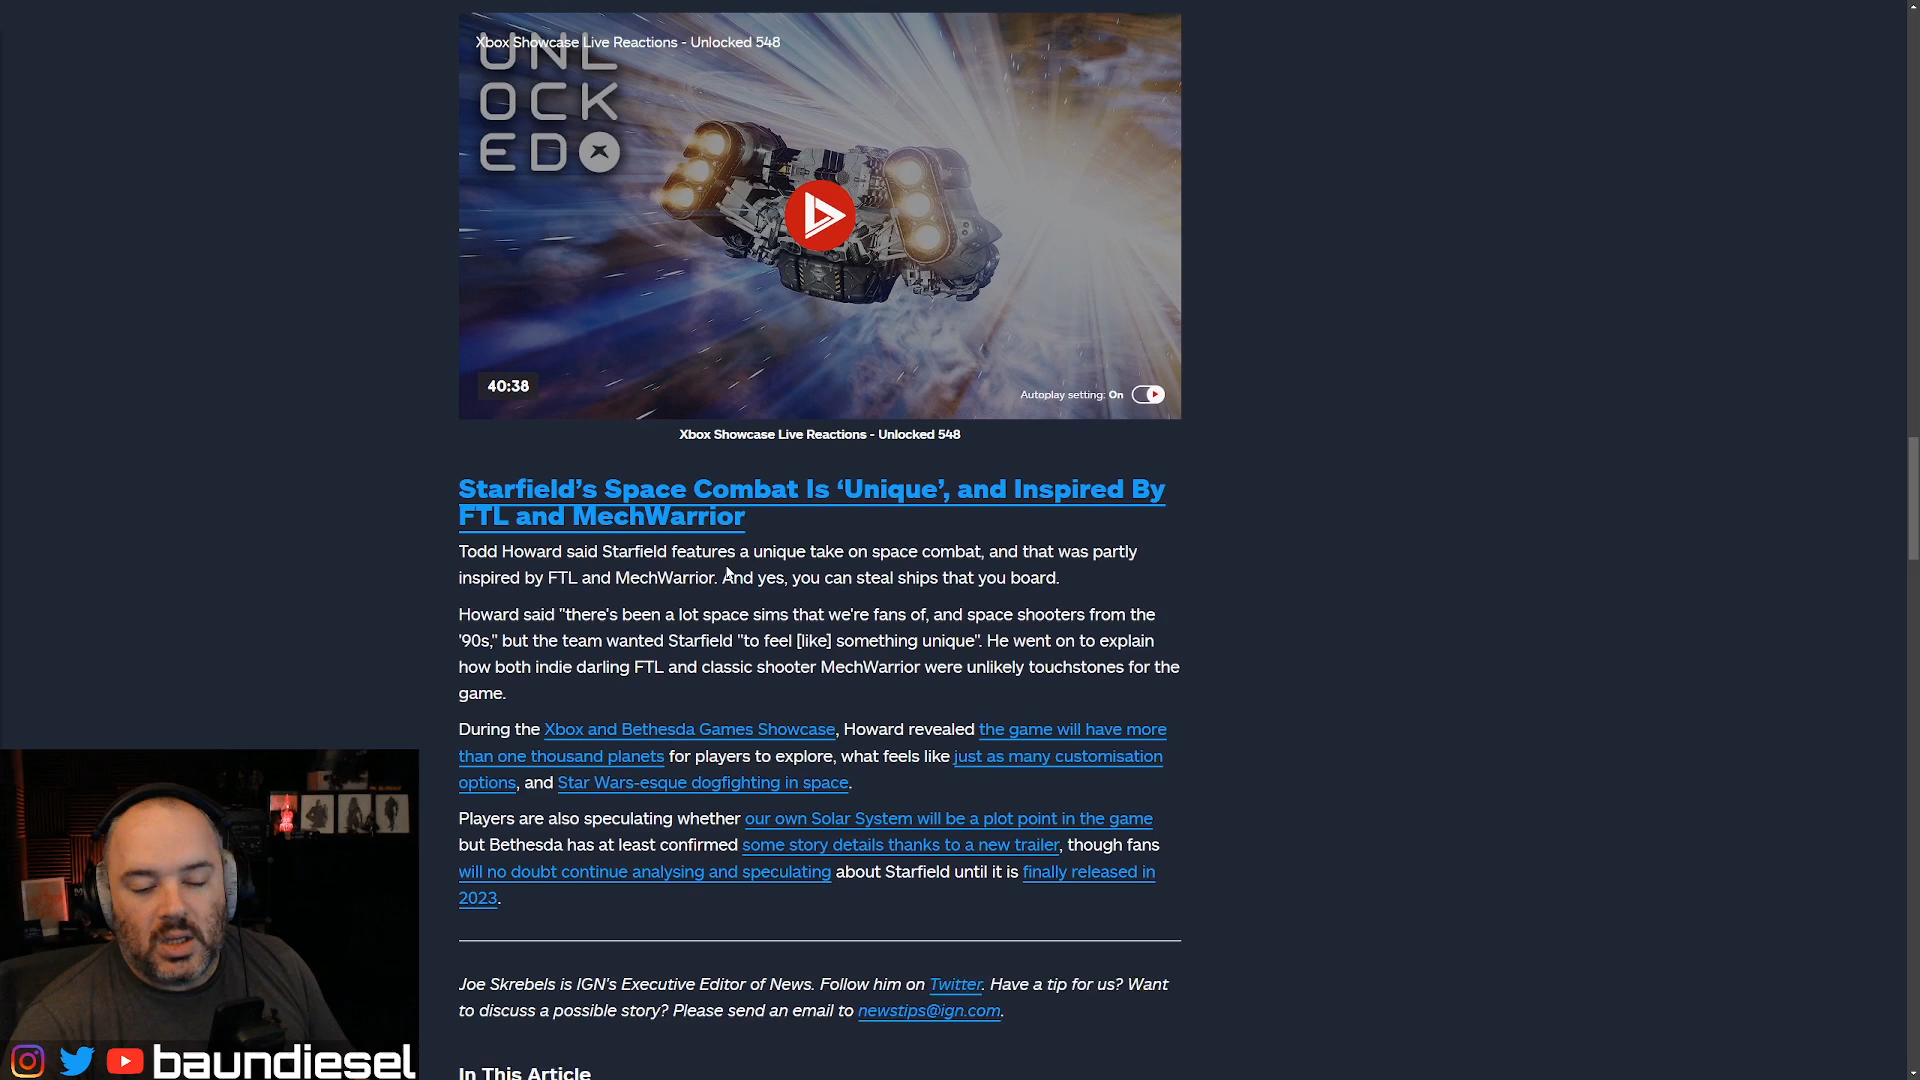 Xbox Showcase Live Reactions - Unlocked 548
UNL
OCK
ED
40:38
Autoplay setting: On
Xbox Showcase Live Reactions - Unlocked 548
Starfield’s Space Combat Is ‘Unique’, and Inspired By
FTL and MechWarrior
Todd Howard said Starfield features a unique take on space combat, and that was partly
inspired by FTL and MechWarrior. And yes, you can steal ships that you board.
Howard said "there's been a lot space sims that we're fans of, and space shooters from the
'90s," but the team wanted Starfield "to feel [like] something unique". He went on to explain
how both indie darling FTL and classic shooter MechWarrior were unlikely touchstones for the
game.
During the Xbox and Bethesda Games Showcase, Howard revealed the game will have more
than one thousand planets for players to explore, what feels like just as many customisation
options, and Star Wars-esque dogfighting in space.
Players are also speculating whether our own Solar System will be a plot point in the game
but Bethesda has at least confirmed some story details thanks to a new trailer, though fans
will no doubt continue analysing and speculating about Starfield until it is finally released in
2023.
Joe Skrebels is IGN's Executive Editor of News. Follow him on Twitter. Have a tip for us? Want
to discuss a possible story? Please send an email to newstips@ign.com.
In This Article
baundiesel